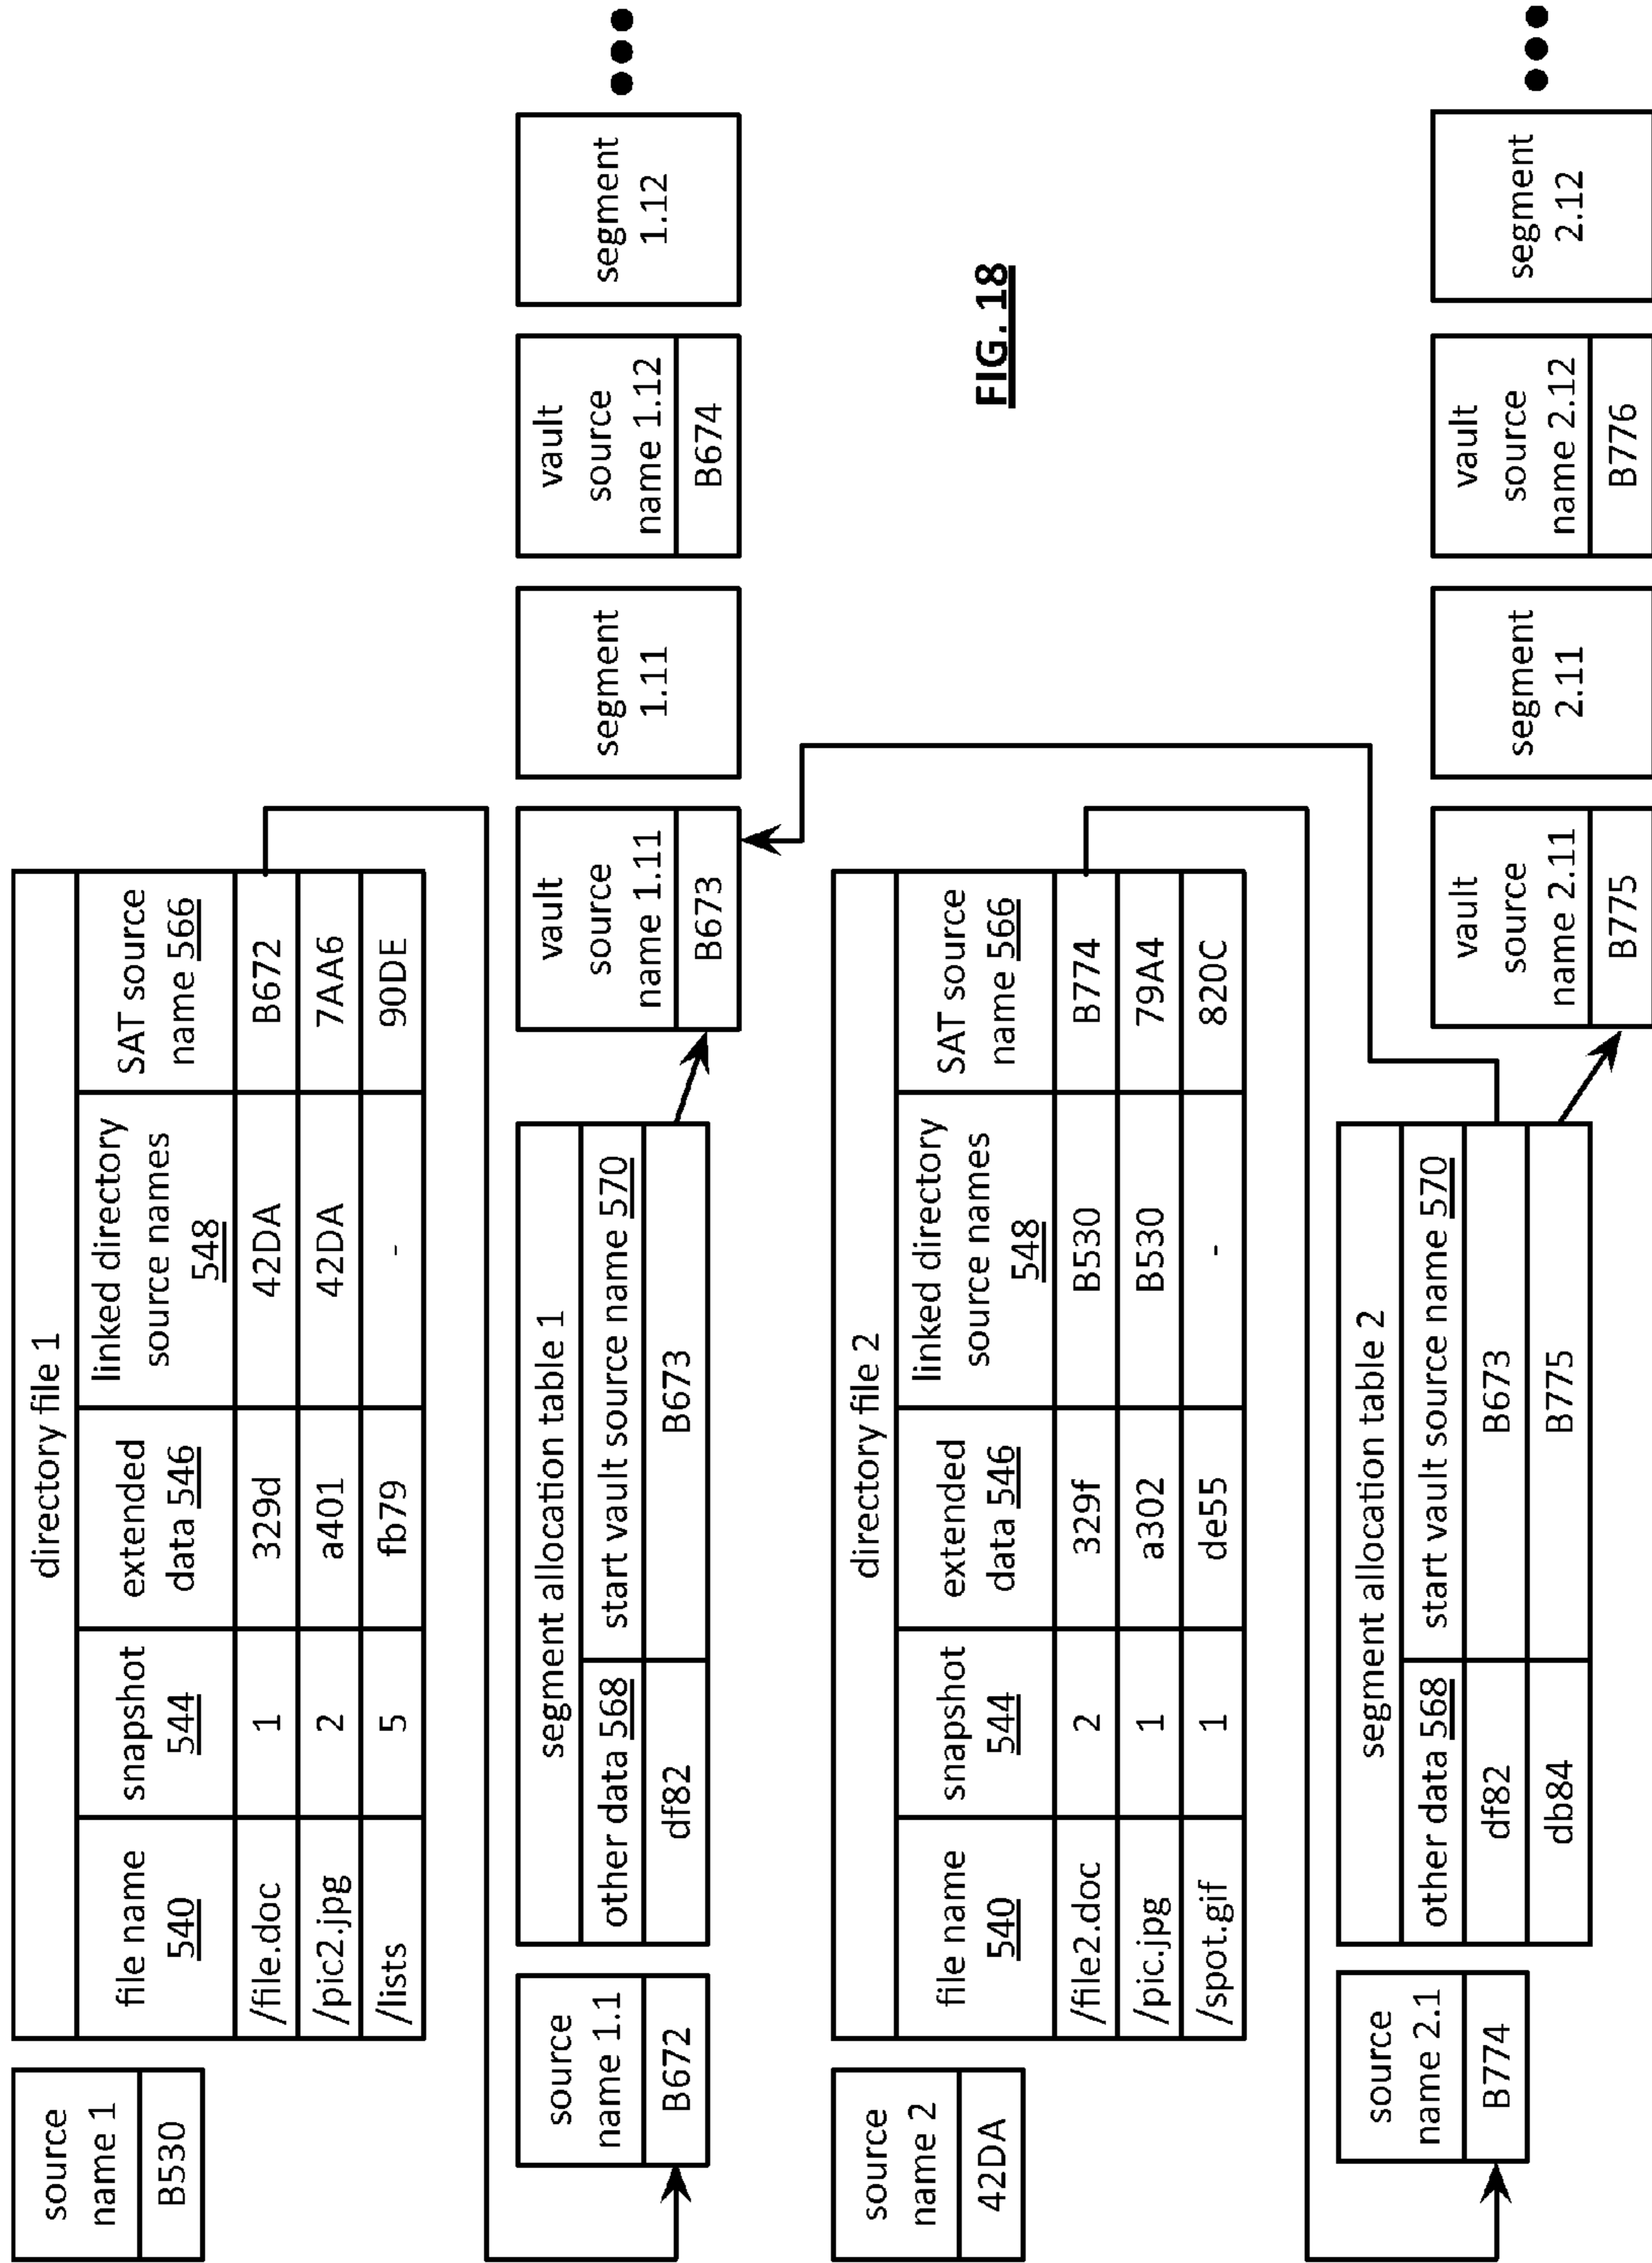 source
name 1
B530
directory file 1
file name
540
snapshot
544
extended
data 546
linked directory
source names
548
SAT source
name 566
/file.doc
1
329d
42DA
B672
/pic2.jpg
2
a401
42DA
7AA6
/lists
5
fb79
-
90DE
source
name 1.1
B672
segment allocation table 1
other data 568
start vault source name 570
df82
B673
vault
source
name 1.11
B673
segment
1.11
vault
source
name 1.12
B674
segment
1.12
source
name 2
42DA
directory file 2
file name
540
snapshot
544
extended
data 546
linked directory
source names
548
SAT source
name 566
/file2.doc
2
329f
B530
B774
/pic.jpg
1
a302
B530
79A4
/spot.gif
1
de55
-
820C
FIG. 18
source
name 2.1
B774
segment allocation table 2
other data 568
start vault source name 570
df82
B673
db84
B775
vault
source
name 2.11
B775
segment
2.11
vault
source
name 2.12
B776
segment
2.12